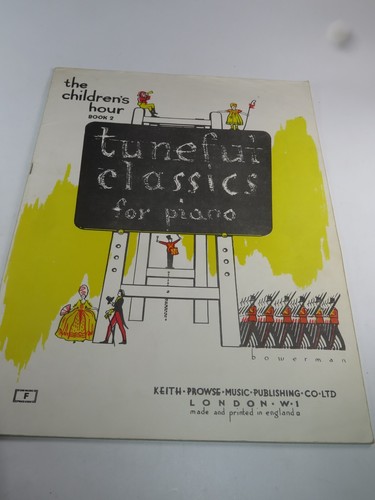 the
children's
hour
BOOK 2
tuneful
classics
for piano
bowerman
F
KEITH·PROWSE·MUSIC·PUBLISHING·CO·LTD
LONDON·W·1
made and printed in england